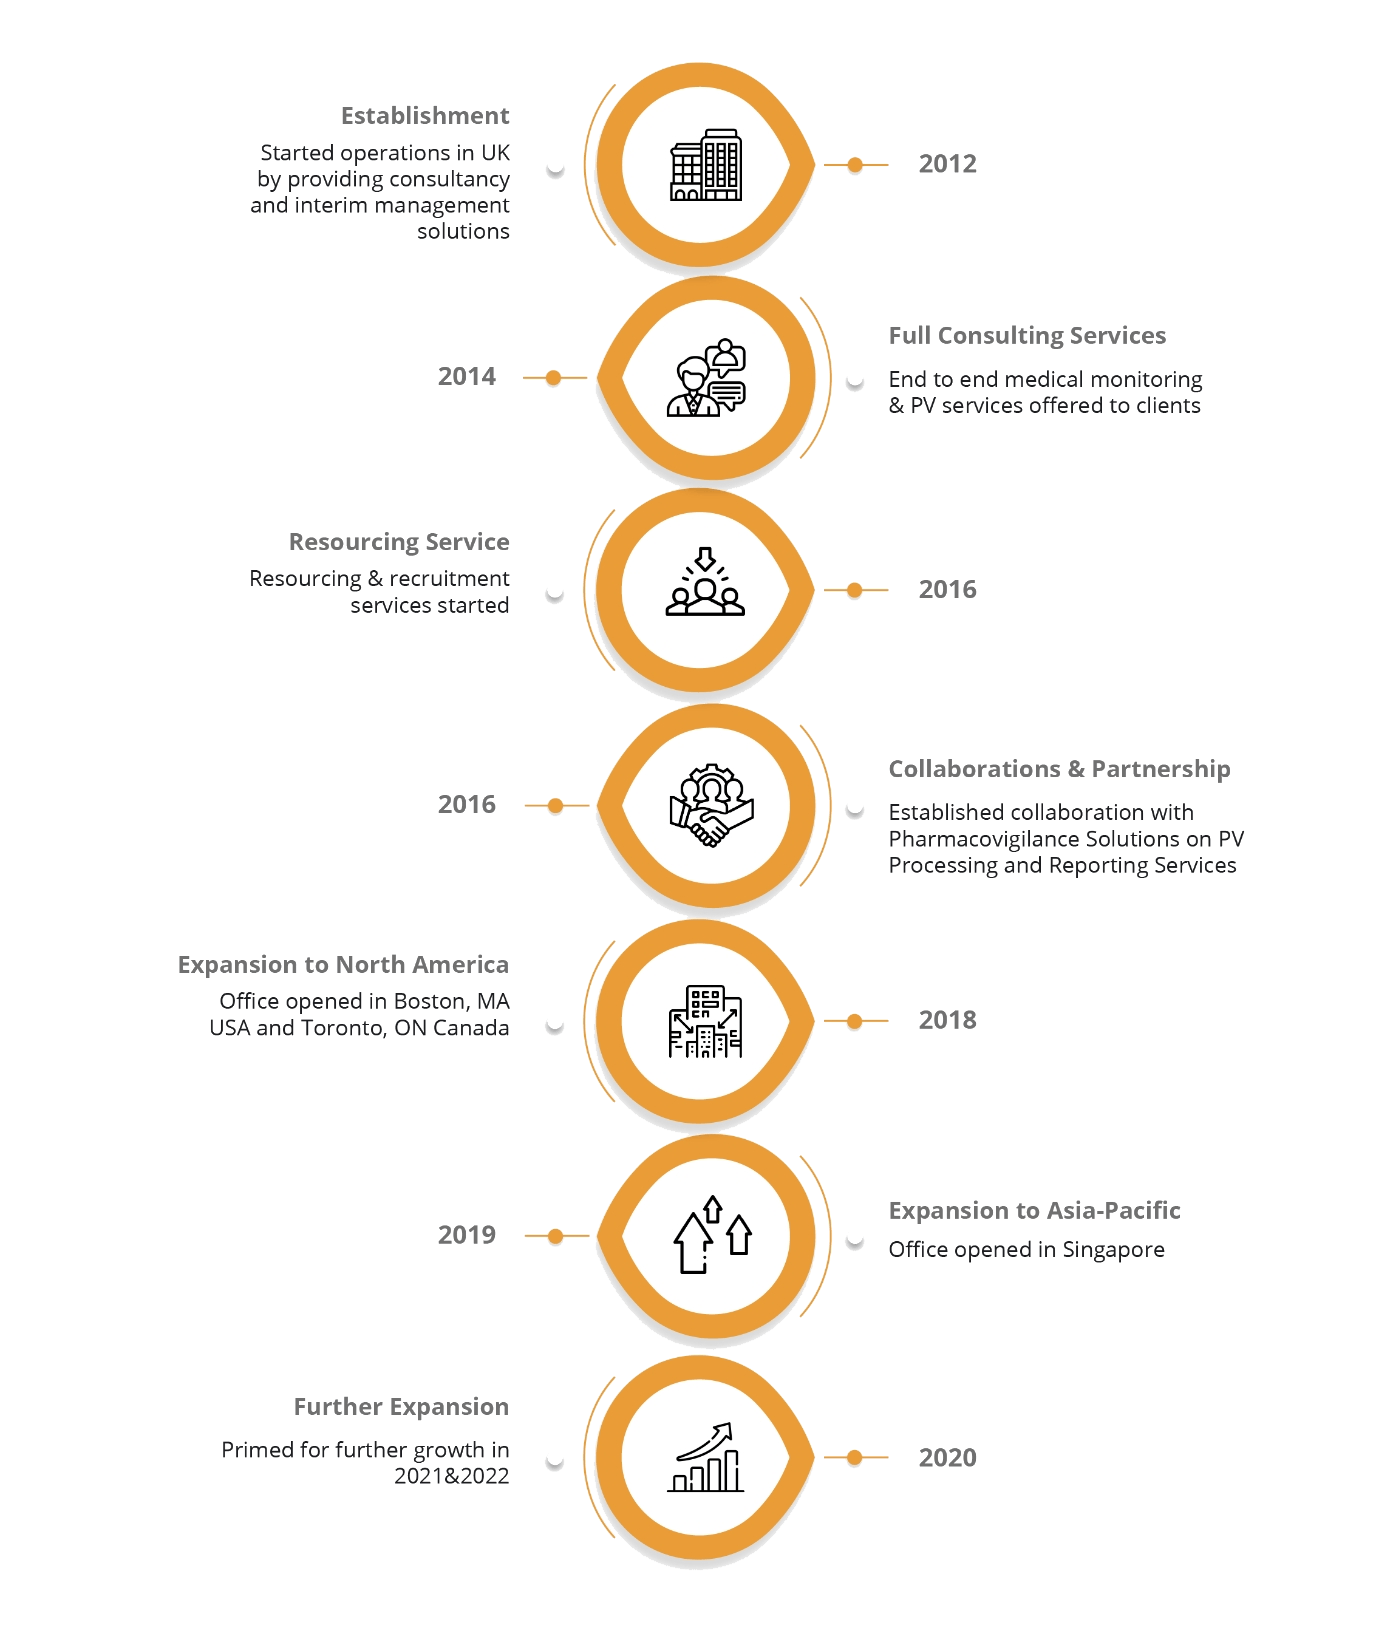 Establishment
Started operations in UK
by providing consultancy
and interim management
solutions
2012
2014
Full Consulting Services
End to end medical monitoring
& PV services offered to clients
Resourcing Service
Resourcing & recruitment
services started
2016
2016
Collaborations & Partnership
Established collaboration with
Pharmacovigilance Solutions on PV
Processing and Reporting Services
Expansion to North America
Office opened in Boston, MA
USA and Toronto, ON Canada
2018
2019
Expansion to Asia-Pacific
Office opened in Singapore
Further Expansion
Primed for further growth in
2021&2022
2020